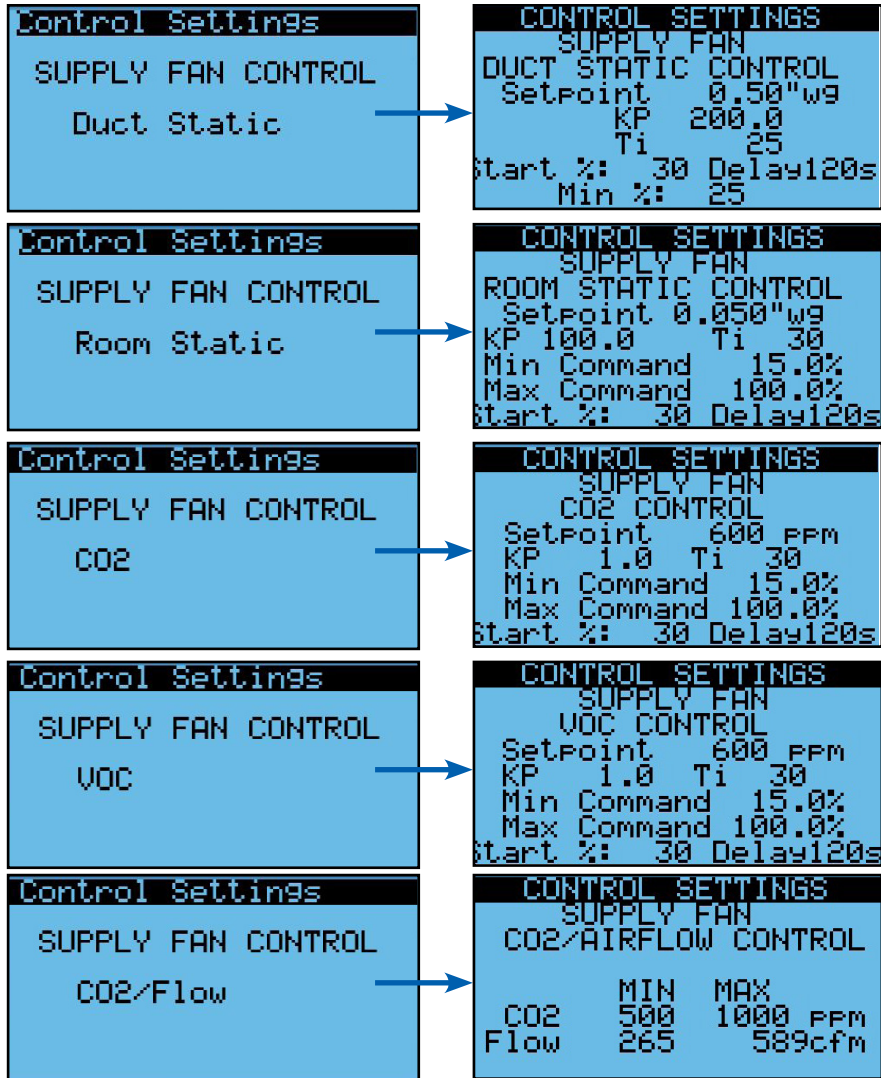 Control Settings
SUPPLY FAN CONTROL
Duct Static
CONTROL SETTINGS
SUPPLY FAN
DUCT STATIC CONTROL
Setpoint 0.50"wg
KP 200.0
Ti 25
Start %: 30 Delay120s
Min %: 25
Control Settings
SUPPLY FAN CONTROL
Room Static
CONTROL SETTINGS
SUPPLY FAN
ROOM STATIC CONTROL
Setpoint 0.050"wg
KP 100.0 Ti 30
Min Command 15.0%
Max Command 100.0%
Start %: 30 Delay120s
Control Settings
SUPPLY FAN CONTROL
CO2
CONTROL SETTINGS
SUPPLY FAN
CO2 CONTROL
Setpoint 600 ppm
KP 1.0 Ti 30
Min Command 15.0%
Max Command 100.0%
Start %: 30 Delay120s
Control Settings
SUPPLY FAN CONTROL
VOC
CONTROL SETTINGS
SUPPLY FAN
VOC CONTROL
Setpoint 600 ppm
KP 1.0 Ti 30
Min Command 15.0%
Max Command 100.0%
Start %: 30 Delay120s
Control Settings
SUPPLY FAN CONTROL
CO2/Flow
CONTROL SETTINGS
SUPPLY FAN
CO2/AIRFLOW CONTROL
MIN MAX
CO2 500 1000 ppm
Flow 265 589cfm